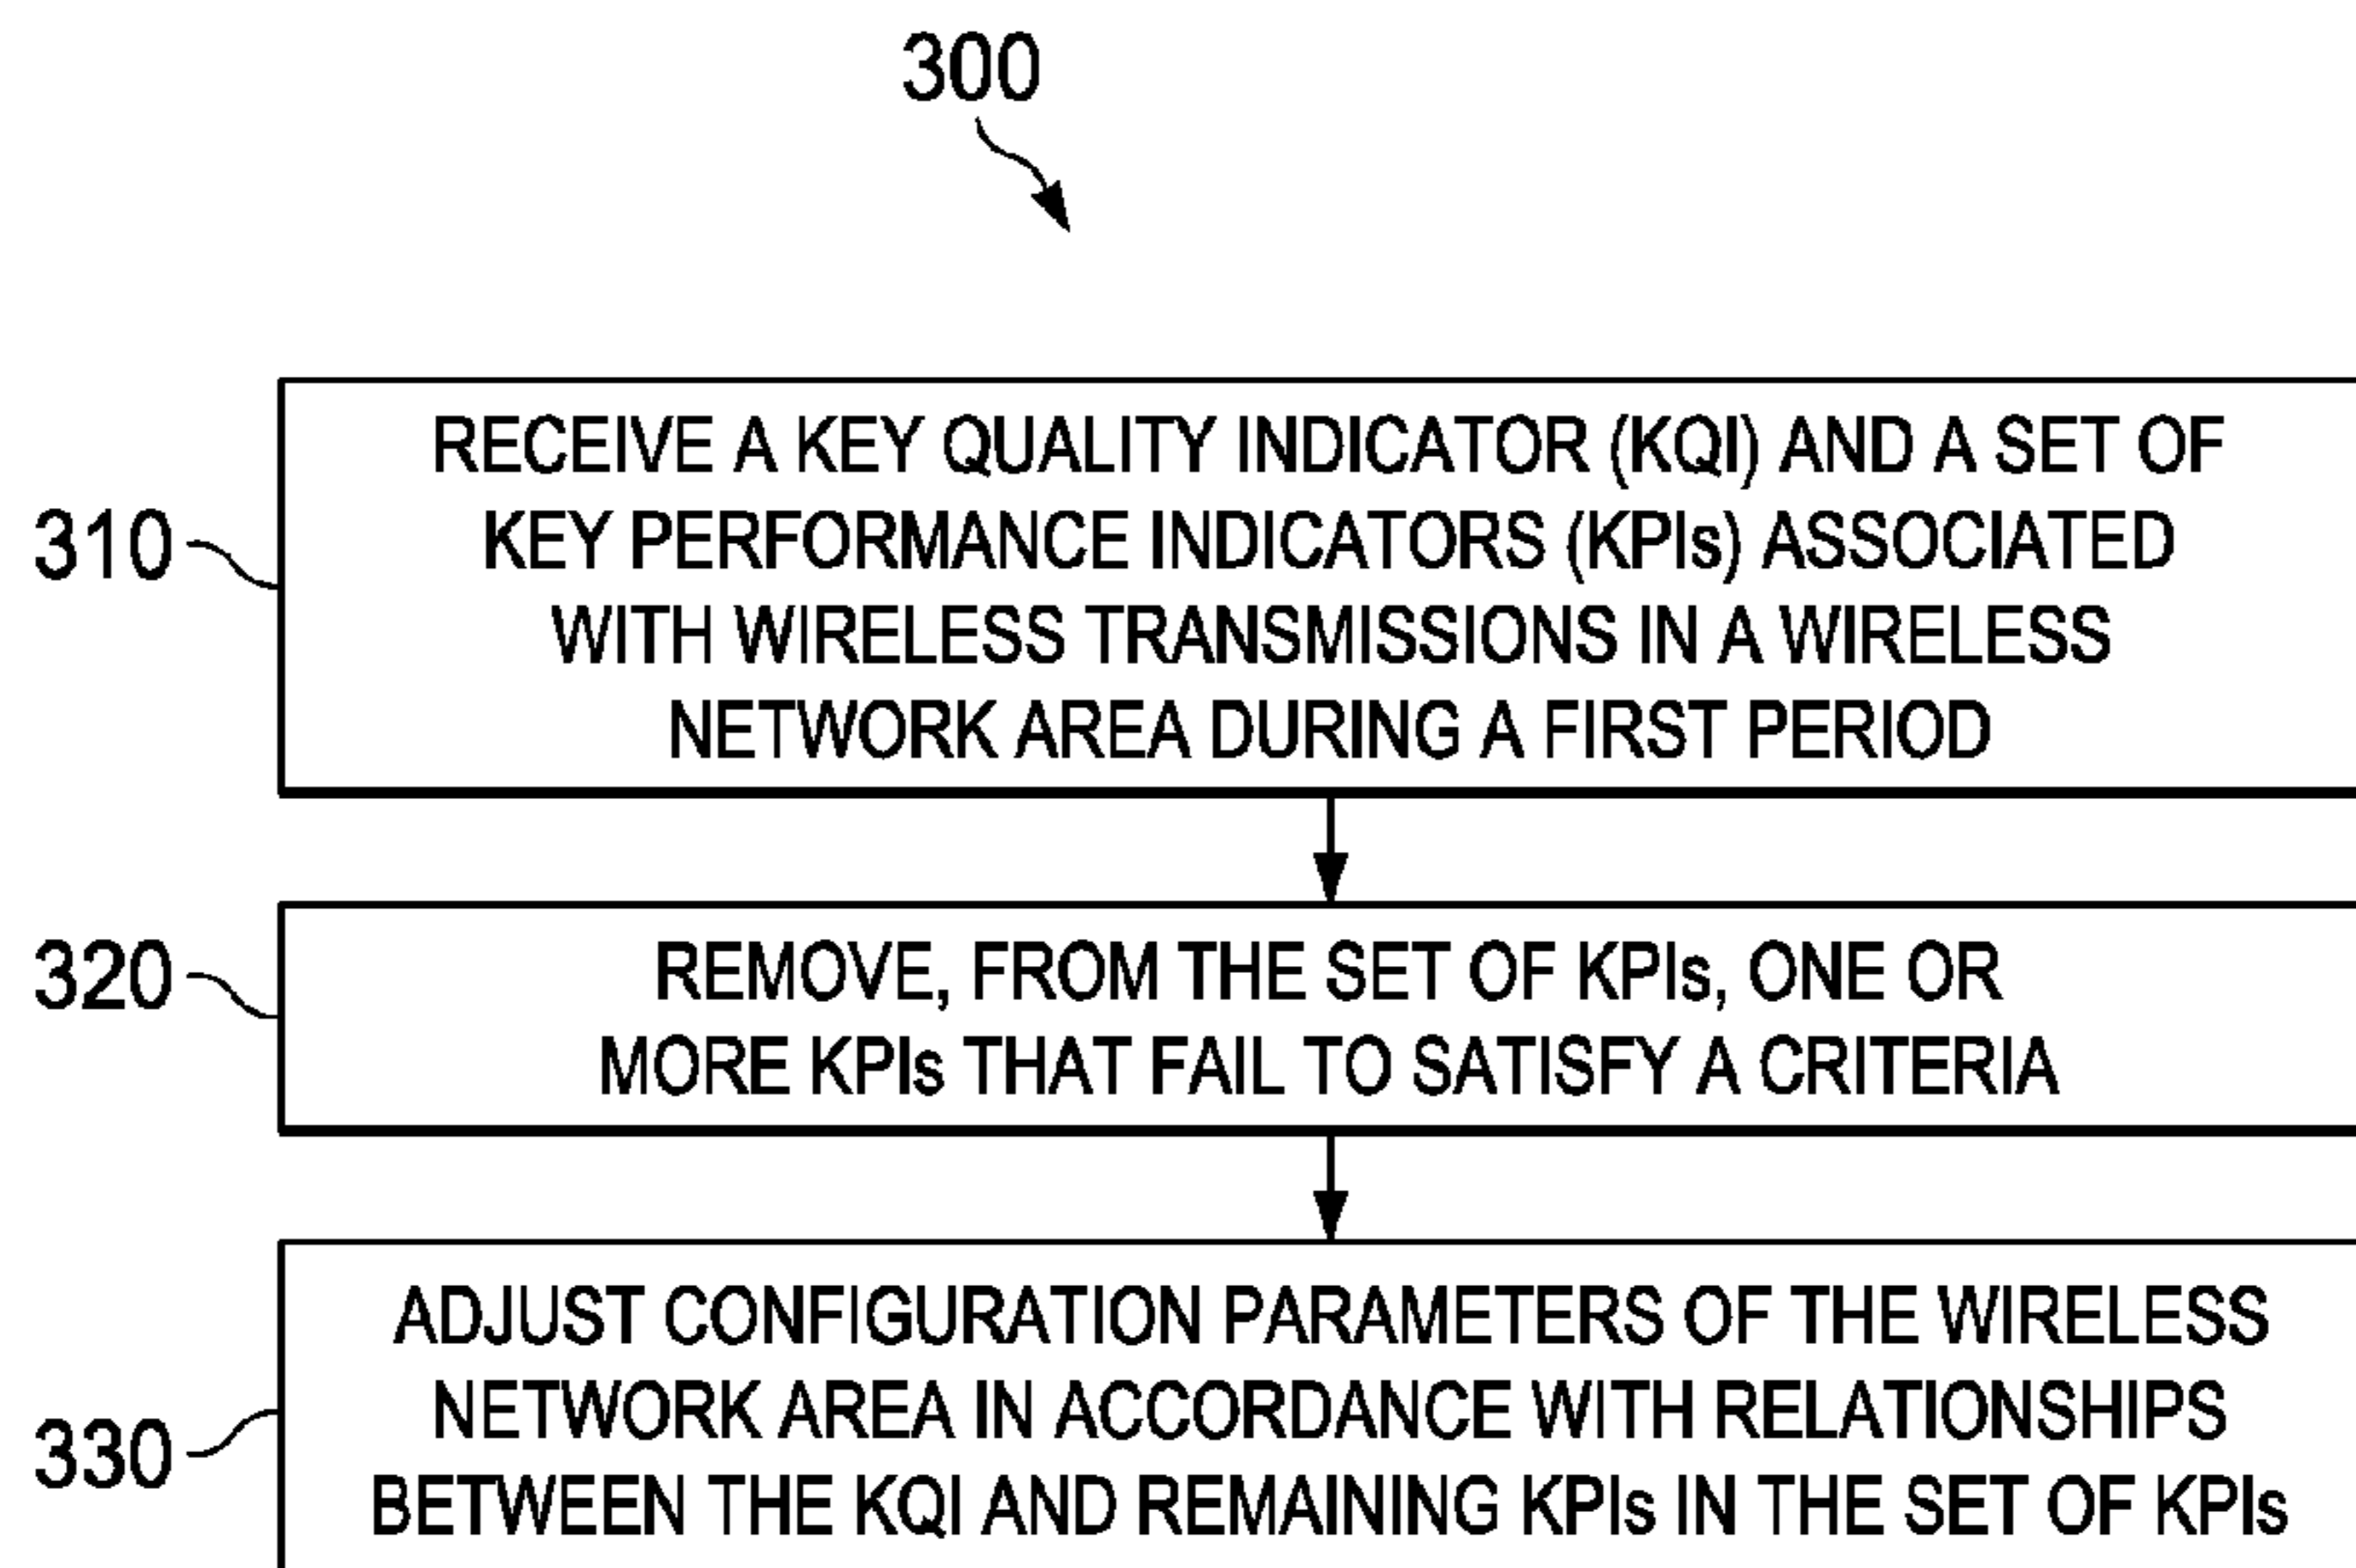 300
310
RECEIVE A KEY QUALITY INDICATOR (KQI) AND A SET OF
KEY PERFORMANCE INDICATORS (KPIs) ASSOCIATED
WITH WIRELESS TRANSMISSIONS IN A WIRELESS
NETWORK AREA DURING A FIRST PERIOD
320
REMOVE, FROM THE SET OF KPIs, ONE OR
MORE KPIs THAT FAIL TO SATISFY A CRITERIA
330
ADJUST CONFIGURATION PARAMETERS OF THE WIRELESS
NETWORK AREA IN ACCORDANCE WITH RELATIONSHIPS
BETWEEN THE KQI AND REMAINING KPIs IN THE SET OF KPIs